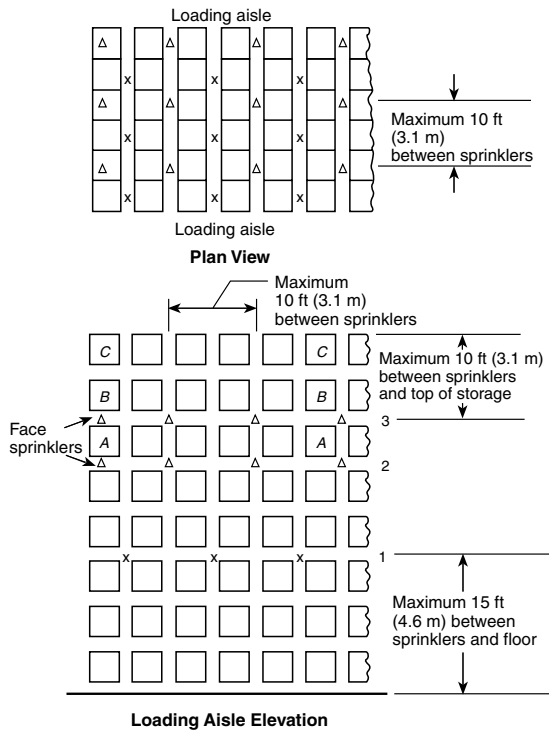 Loading aisle
Maximum 10 ft
(3.1 m)
between sprinklers
Loading aisle
Plan View
Maximum
10 ft (3.1 m)
between sprinklers
C
C
Maximum 10 ft (3.1 m)
between sprinklers
and top of storage
B
B
Face
sprinklers
3
A
A
2
x x x
1
Maximum 15 ft
(4.6 m) between
sprinklers and floor
Loading Aisle Elevation